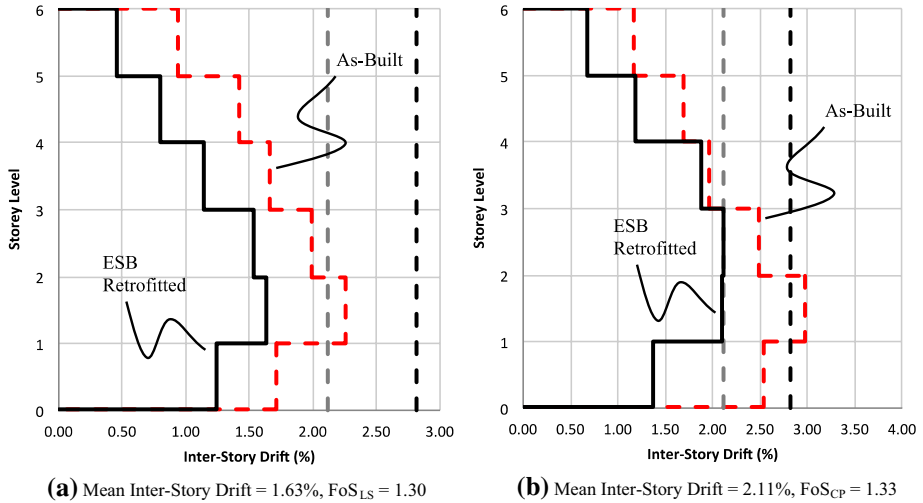 6
5
4
3
2
1
0
Storey Level
As-Built
ESB
Retrofitted
0.00 0.50 1.00 1.50 2.00 2.50 3.00
Inter-Story Drift (%)
(a) Mean Inter-Story Drift = 1.63%, FoS_LS = 1.30
6
5
4
3
2
1
0
Storey Level
As-Built
ESB
Retrofitted
0.00 0.50 1.00 1.50 2.00 2.50 3.00 3.50 4.00
Inter-Story Drift (%)
(b) Mean Inter-Story Drift = 2.11%, FoS_CP = 1.33